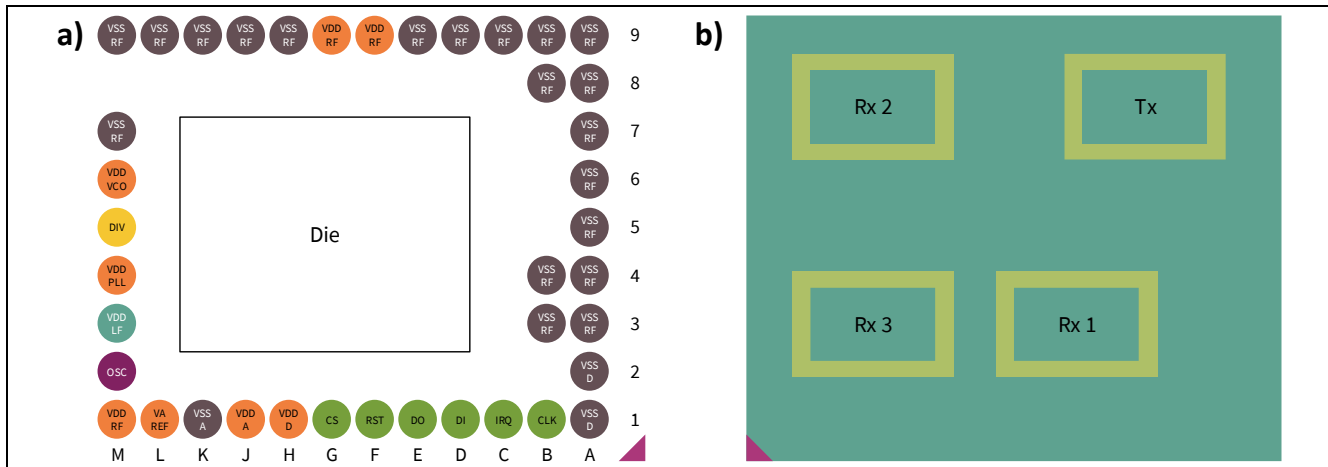 a)
VSS VSS VSS VSS VSS VDD VDD VSS VSS VSS VSS VSS
RF RF RF RF RF RF RF RF RF RF RF RF
9
VSS VSS
RF RF
8
VSS VSS
RF RF
7
VDD VSS
VCO RF
6
DIV VSS
RF
5
VDD VSS VSS
PLL RF RF
4
VDD VSS VSS
LF RF RF
3
OSC VSS
D
2
VDD VA VSS VDD VDD CS RST DO DI IRQ CLK VSS
RF REF A A D D
1
M L K J H G F E D C B A
Die
b)
Rx 2 Tx
Rx 3 Rx 1